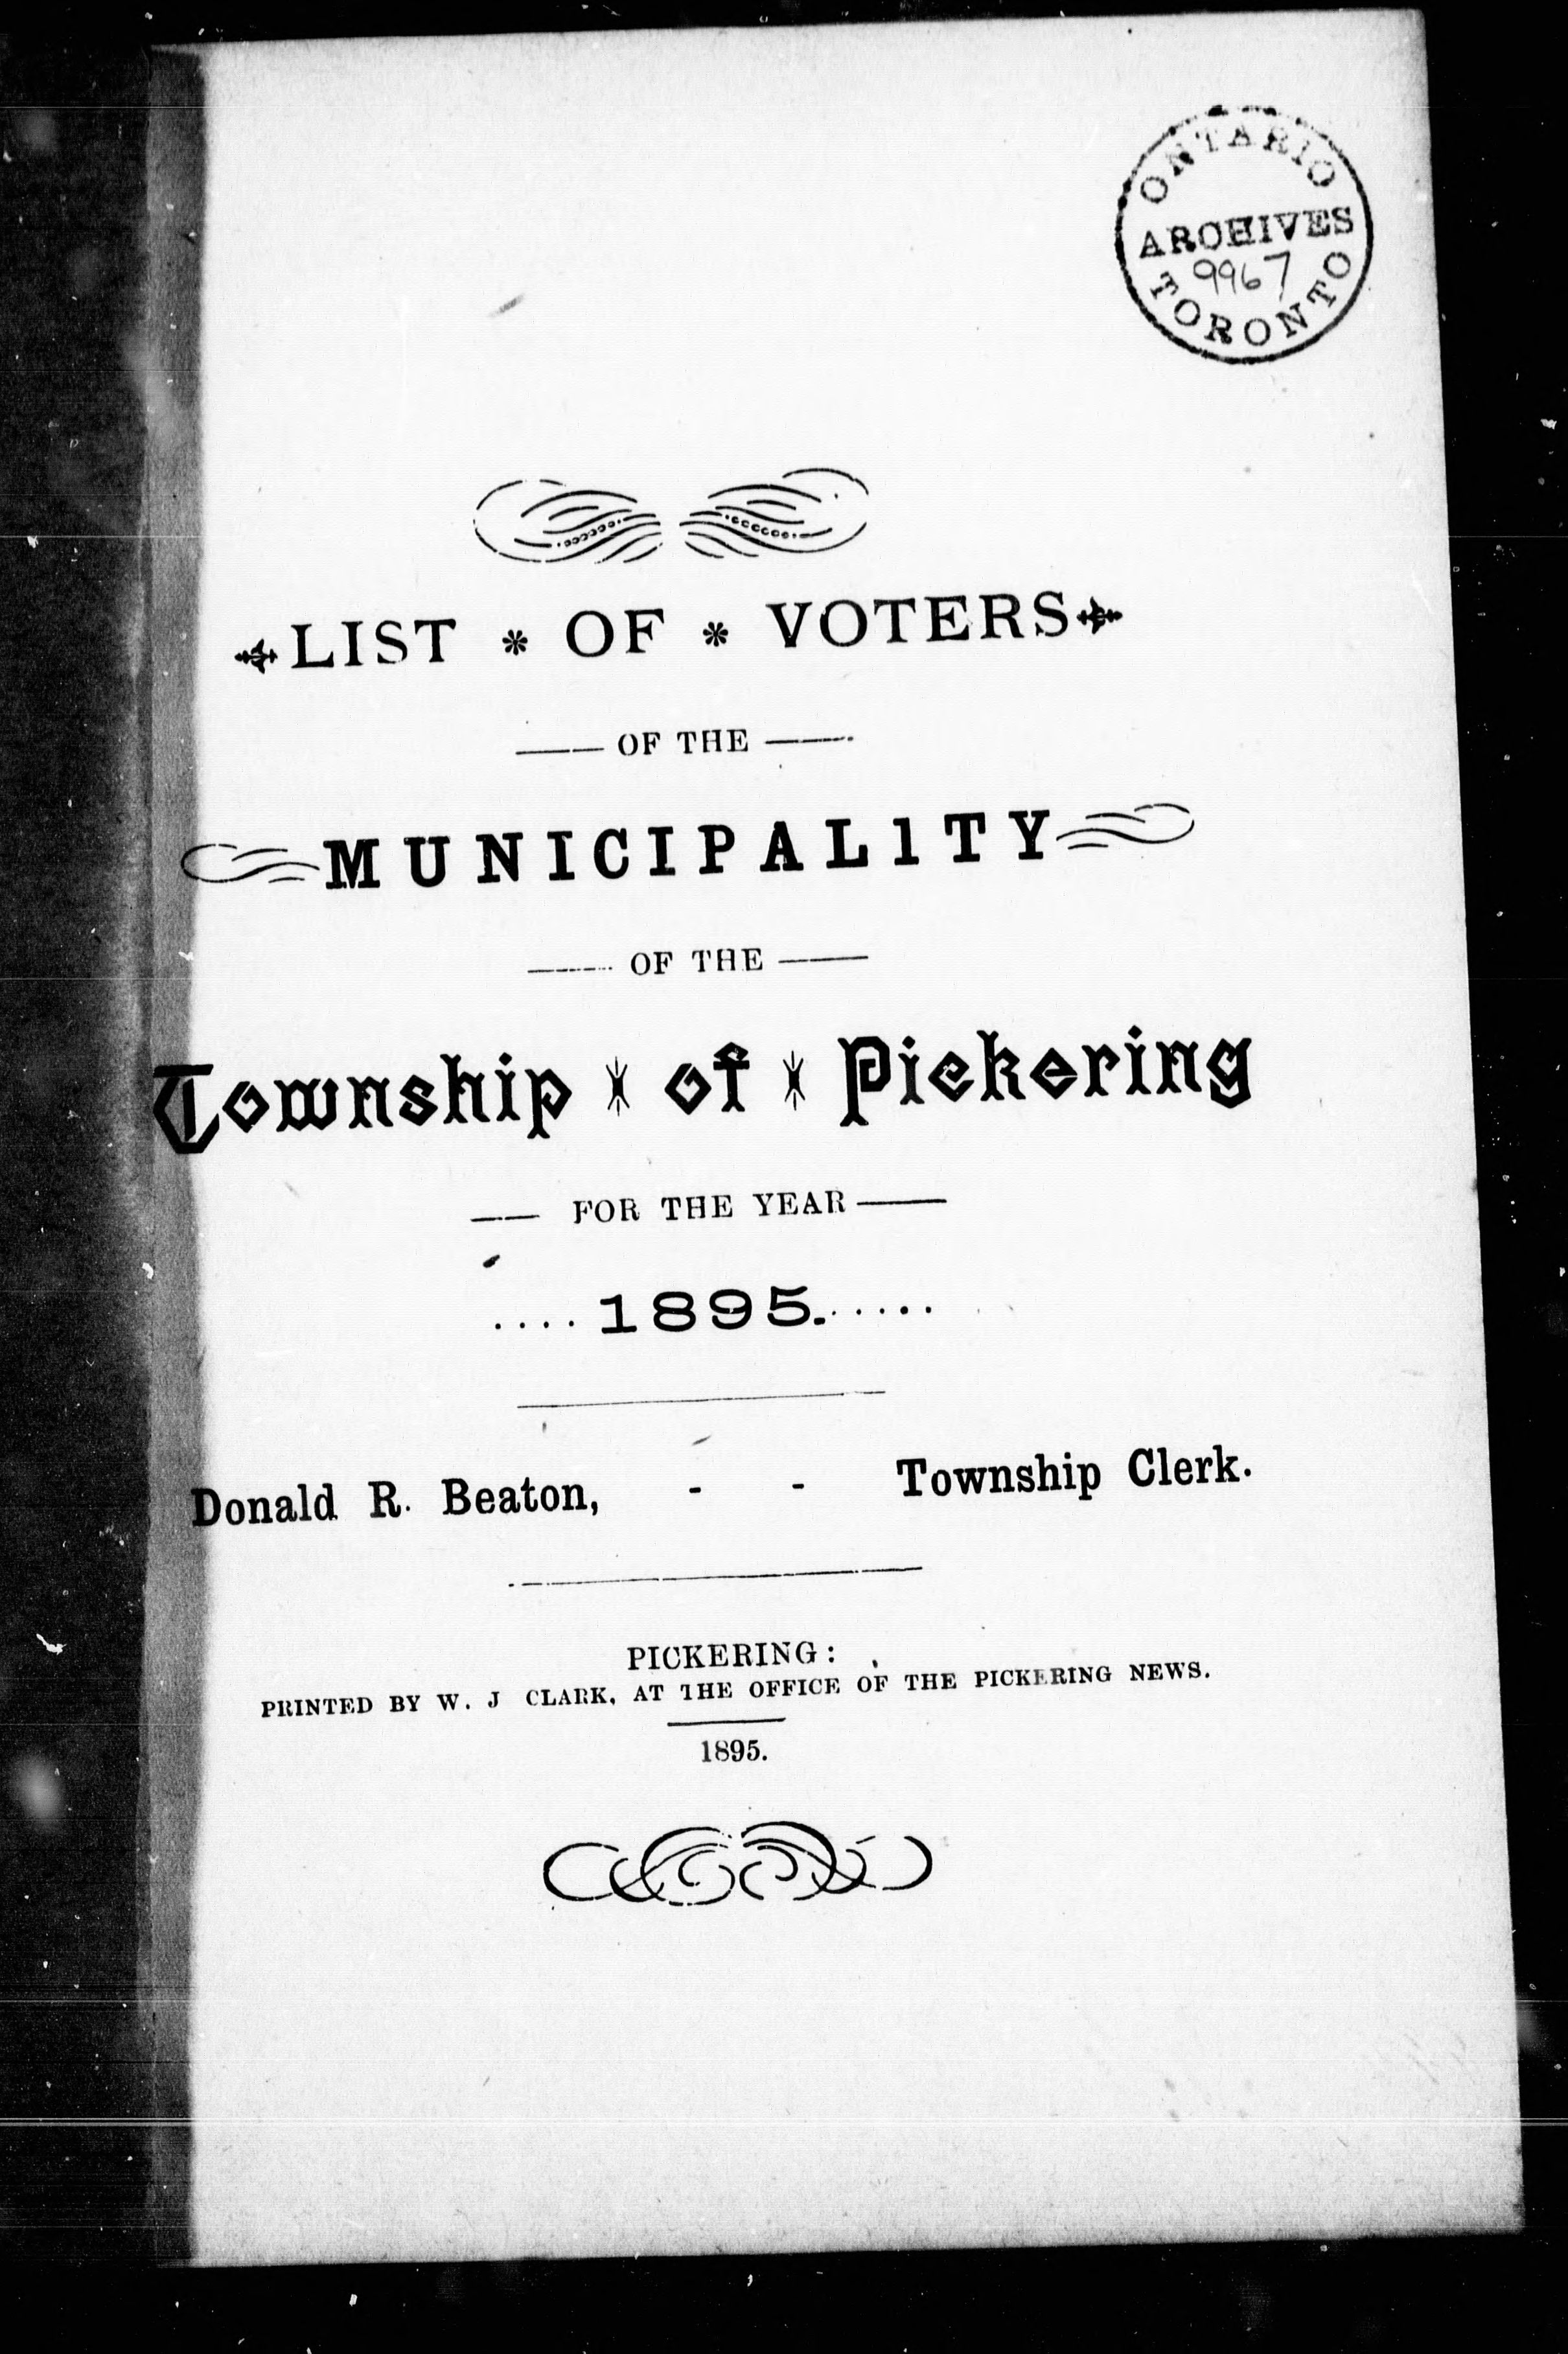 ONTARIO
ARCHIVES
9967
TORONTO
LIST * OF * VOTERS
OF THE
MUNICIPAL1TY
OF THE
Township of Pickering
FOR THE YEAR
....1895......
Donald R. Beaton, - - Township Clerk.
PICKERING:
PRINTED BY W. J CLARK, AT THE OFFICE OF THE PICKERING NEWS.
1895.